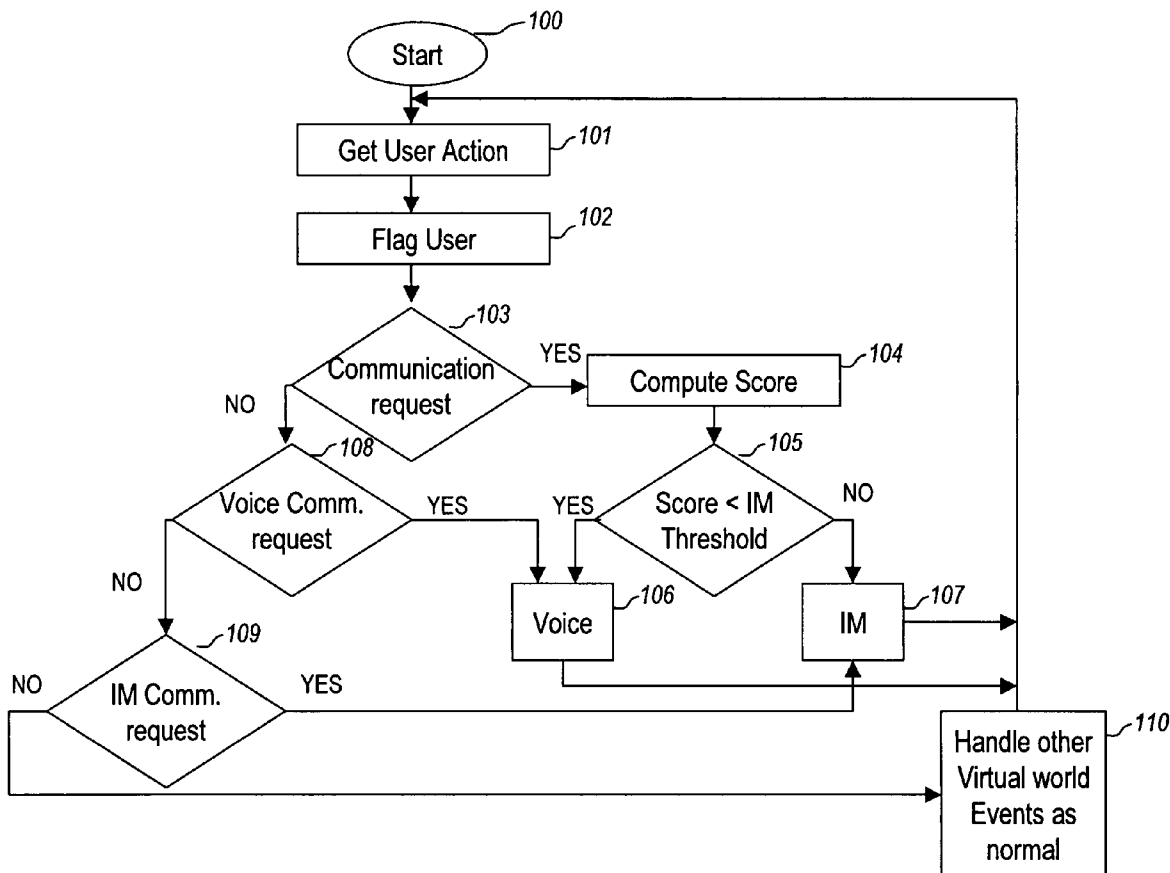 100
Start
101
Get User Action
102
Flag User
103
Communication
request
YES
NO
104
Compute Score
108
Voice Comm.
request
YES
NO
105
Score < IM
Threshold
YES
NO
106
Voice
107
IM
109
IM Comm.
request
NO
YES
110
Handle other
Virtual world
Events as
normal